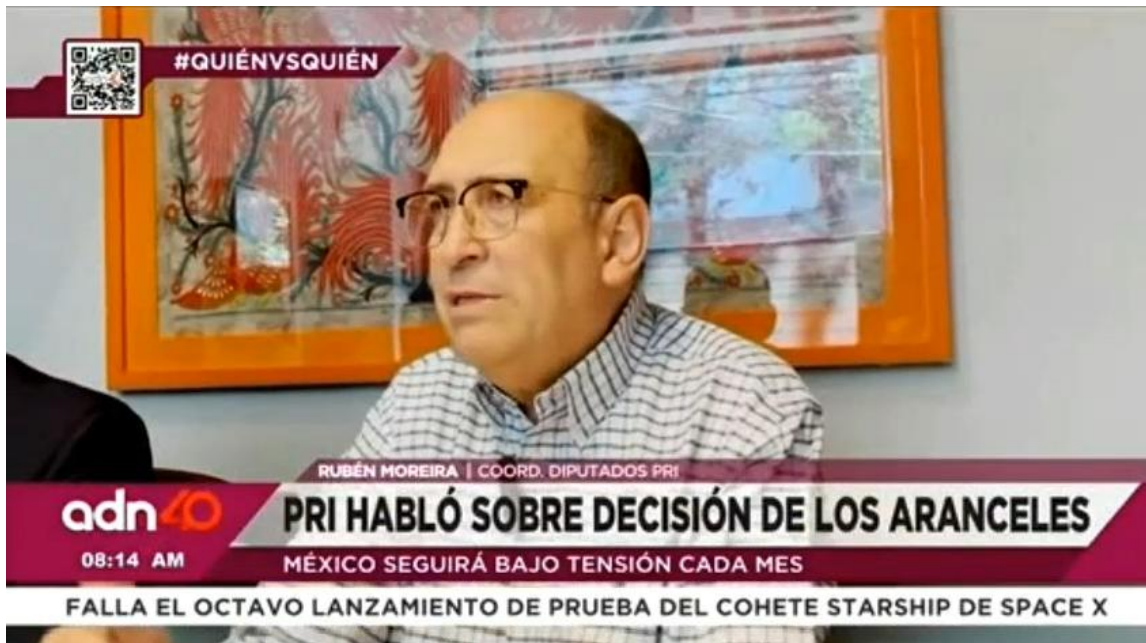 #QUIÉNVSQUIÉN
RUBÉN MOREIRA | COORD. DIPUTADOS PRI
adn40
PRI HABLÓ SOBRE DECISIÓN DE LOS ARANCELES
08:14 AM
MÉXICO SEGUIRÁ BAJO TENSIÓN CADA MES
FALLA EL OCTAVO LANZAMIENTO DE PRUEBA DEL COHETE STARSHIP DE SPACE X